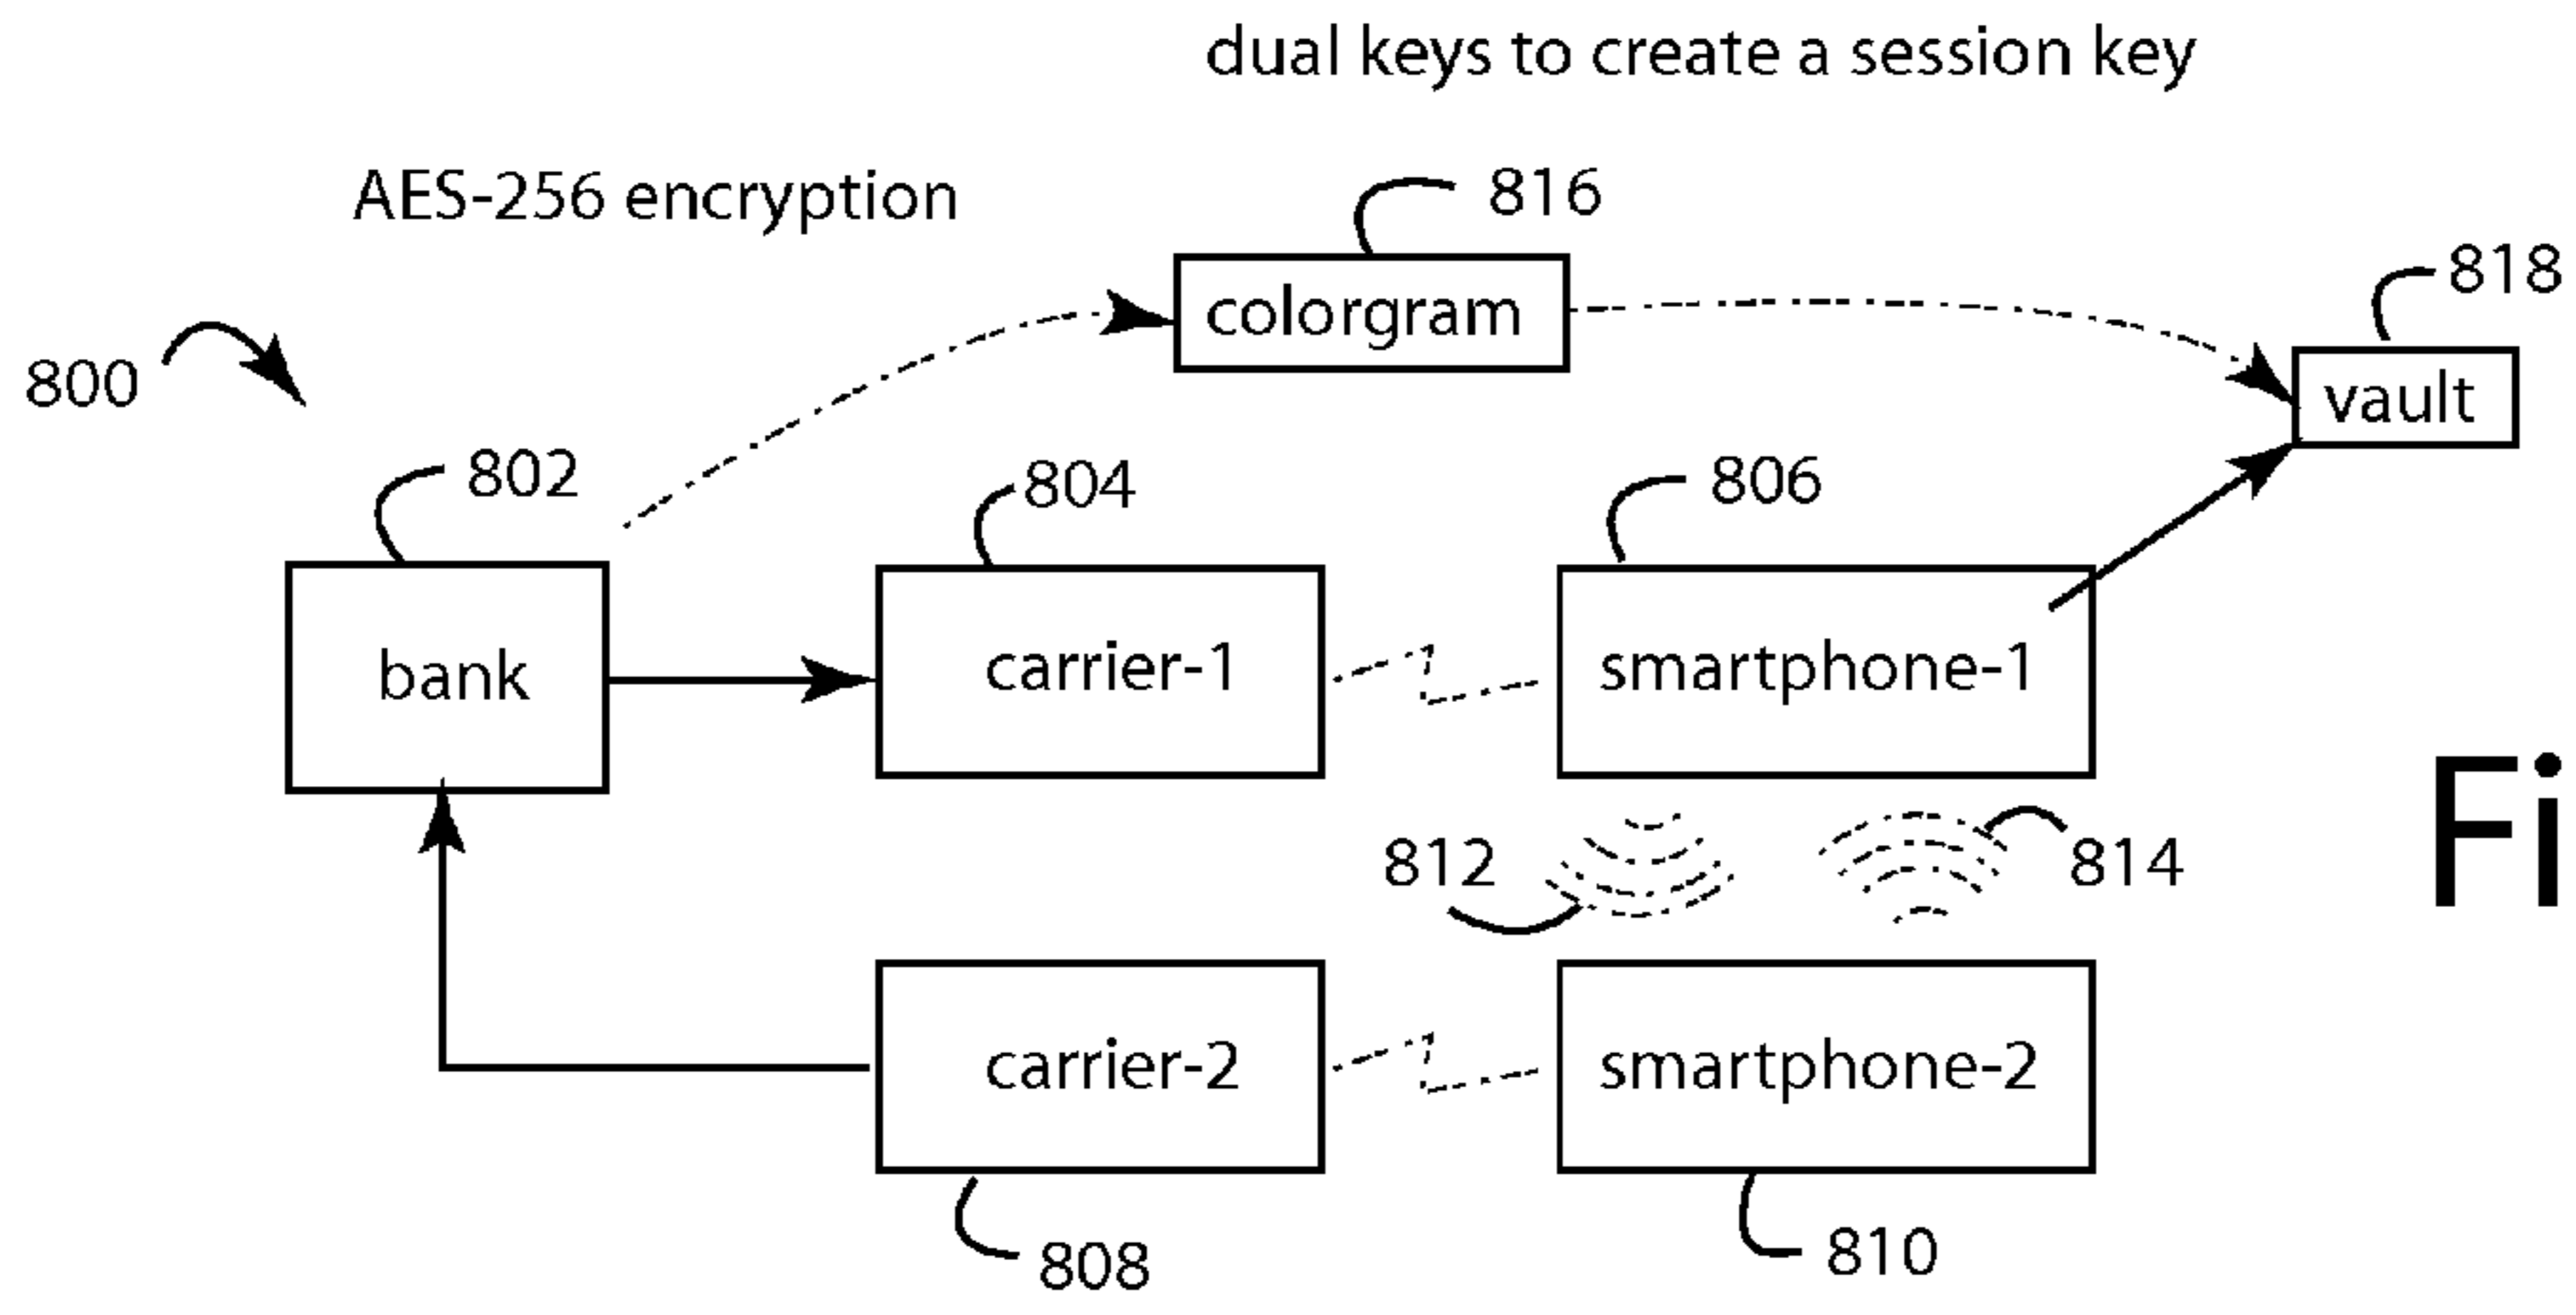 dual keys to create a session key
AES-256 encryption
816
colorgram
818
vault
800
802
804
806
bank
carrier-1
smartphone-1
Fi
812
814
carrier-2
smartphone-2
808
810